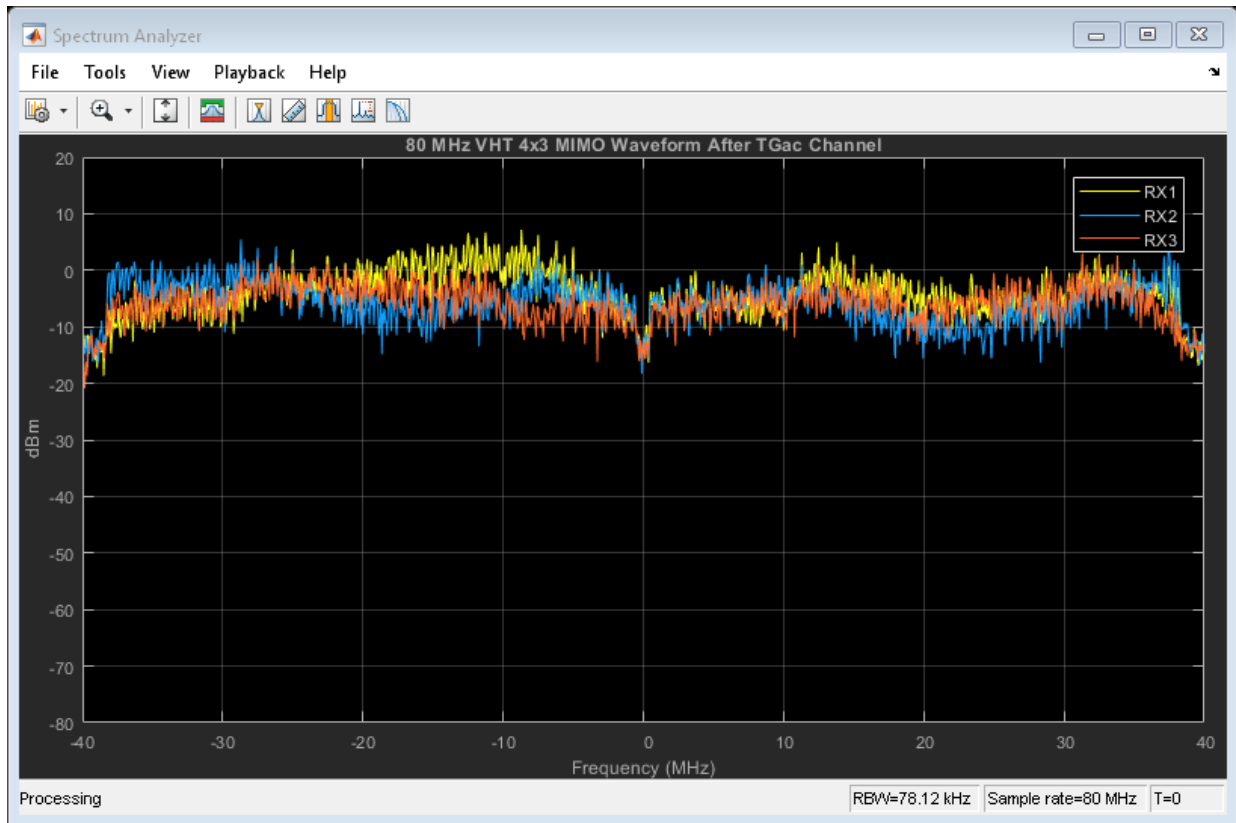 Spectrum Analyzer
File Tools View Playback Help
80 MHz VHT 4x3 MIMO Waveform After TGac Channel
RX1
RX2
RX3
20
10
0
-10
-20
-30
-40
-50
-60
-70
-80
dBm
-40 -30 -20 -10 0 10 20 30 40
Frequency (MHz)
Processing RBW=78.12 kHz Sample rate=80 MHz T=0